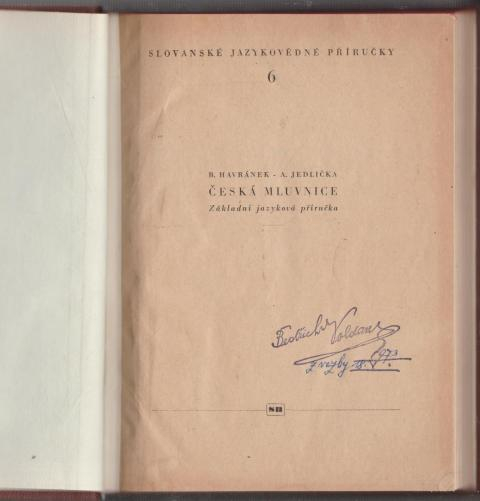 SLOVANSKÉ JAZYKOVĚDNÉ PŘÍRUČKY
6
B. HAVRÁNEK - A. JEDLIČKA
ČESKÁ MLUVNICE
Základní jazyková příručka
SN